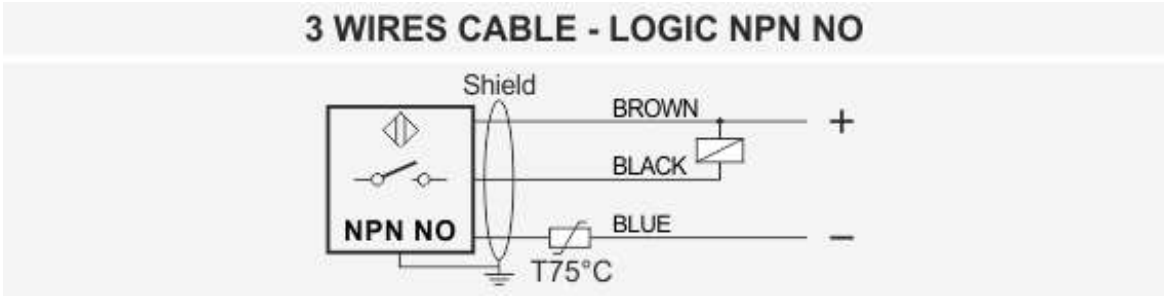 3 WIRES CABLE - LOGIC NPN NO
Shield
BROWN
+
BLACK
NPN NO
BLUE
−
T75°C